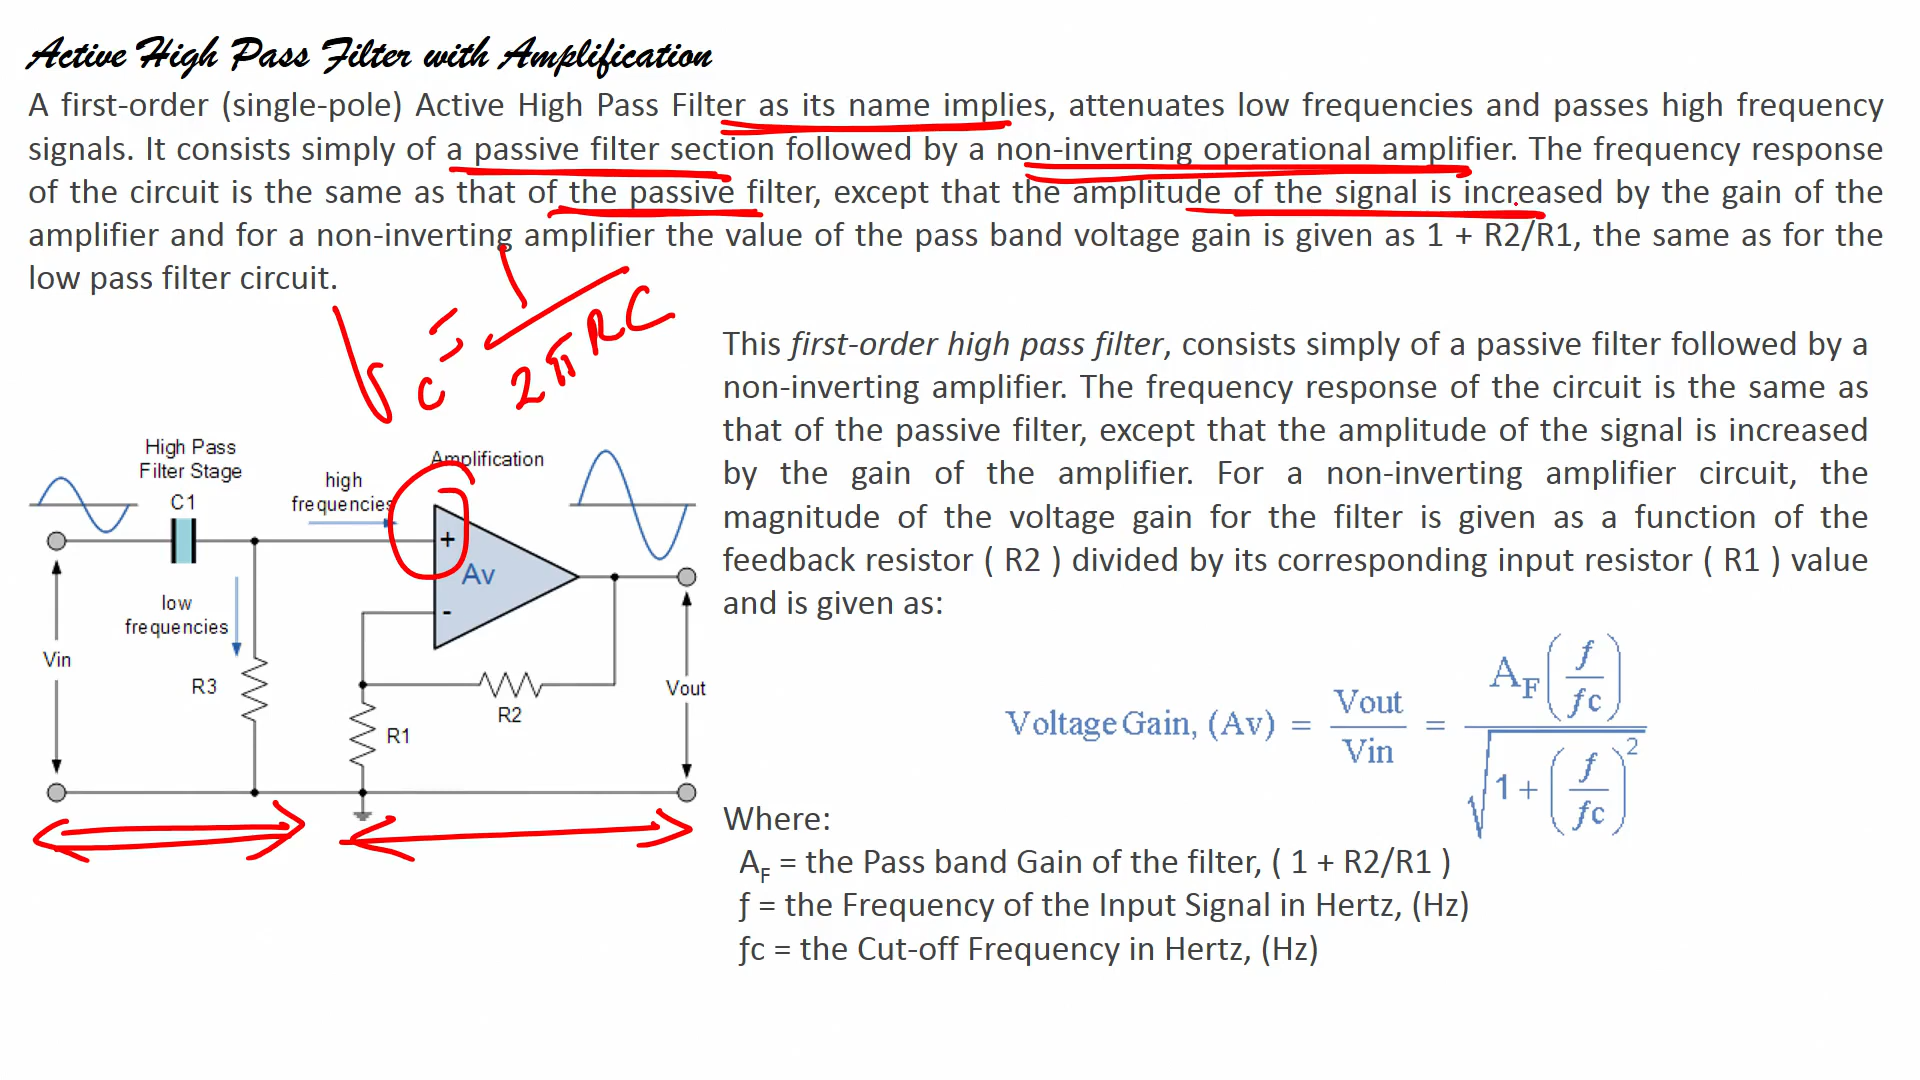 Active High Pass Filter with Amplification
A first-order (single-pole) Active High Pass Filter as its name implies, attenuates low frequencies and passes high frequency
signals. It consists simply of a passive filter section followed by a non-inverting operational amplifier. The frequency response
of the circuit is the same as that of the passive filter, except that the amplitude of the signal is increased by the gain of the
amplifier and for a non-inverting amplifier the value of the pass band voltage gain is given as 1 + R2/R1, the same as for the
low pass filter circuit.
fc = 1 / 2πRC
This first-order high pass filter, consists simply of a passive filter followed by a
non-inverting amplifier. The frequency response of the circuit is the same as
that of the passive filter, except that the amplitude of the signal is increased
by the gain of the amplifier. For a non-inverting amplifier circuit, the
magnitude of the voltage gain for the filter is given as a function of the
feedback resistor ( R2 ) divided by its corresponding input resistor ( R1 ) value
and is given as:
High Pass
Filter Stage
C1
high
frequencies
Amplification
+
Av
-
low
frequencies
Vin
R3
R2
R1
Vout
Voltage Gain, (Av) = Vout / Vin = AF(f/fc) / √1 + (f/fc)2
Where:
AF = the Pass band Gain of the filter, ( 1 + R2/R1 )
ƒ = the Frequency of the Input Signal in Hertz, (Hz)
ƒc = the Cut-off Frequency in Hertz, (Hz)